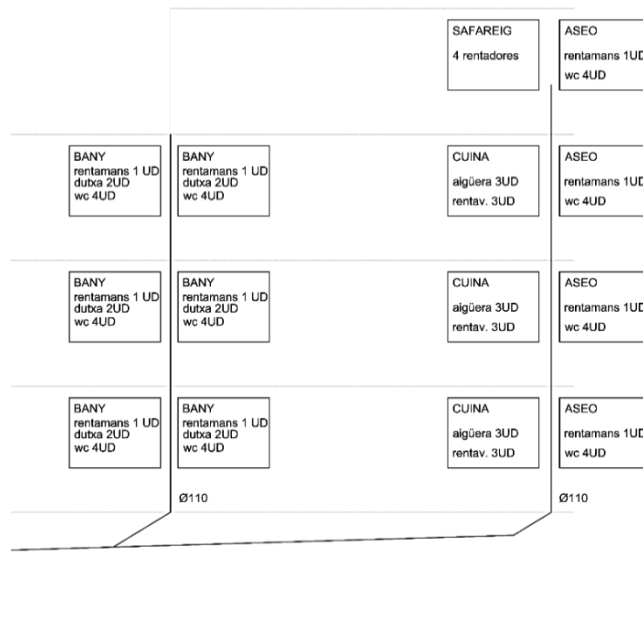 SAFAREIG
4 rentadores
ASEO
rentamans 1UD
wc 4UD
BANY
rentamans 1 UD
dutxa 2UD
wc 4UD
BANY
rentamans 1 UD
dutxa 2UD
wc 4UD
CUINA
aigüera 3UD
rentav. 3UD
ASEO
rentamans 1UD
wc 4UD
BANY
rentamans 1 UD
dutxa 2UD
wc 4UD
BANY
rentamans 1 UD
dutxa 2UD
wc 4UD
CUINA
aigüera 3UD
rentav. 3UD
ASEO
rentamans 1UD
wc 4UD
BANY
rentamans 1 UD
dutxa 2UD
wc 4UD
BANY
rentamans 1 UD
dutxa 2UD
wc 4UD
CUINA
aigüera 3UD
rentav. 3UD
ASEO
rentamans 1UD
wc 4UD
Ø110
Ø110